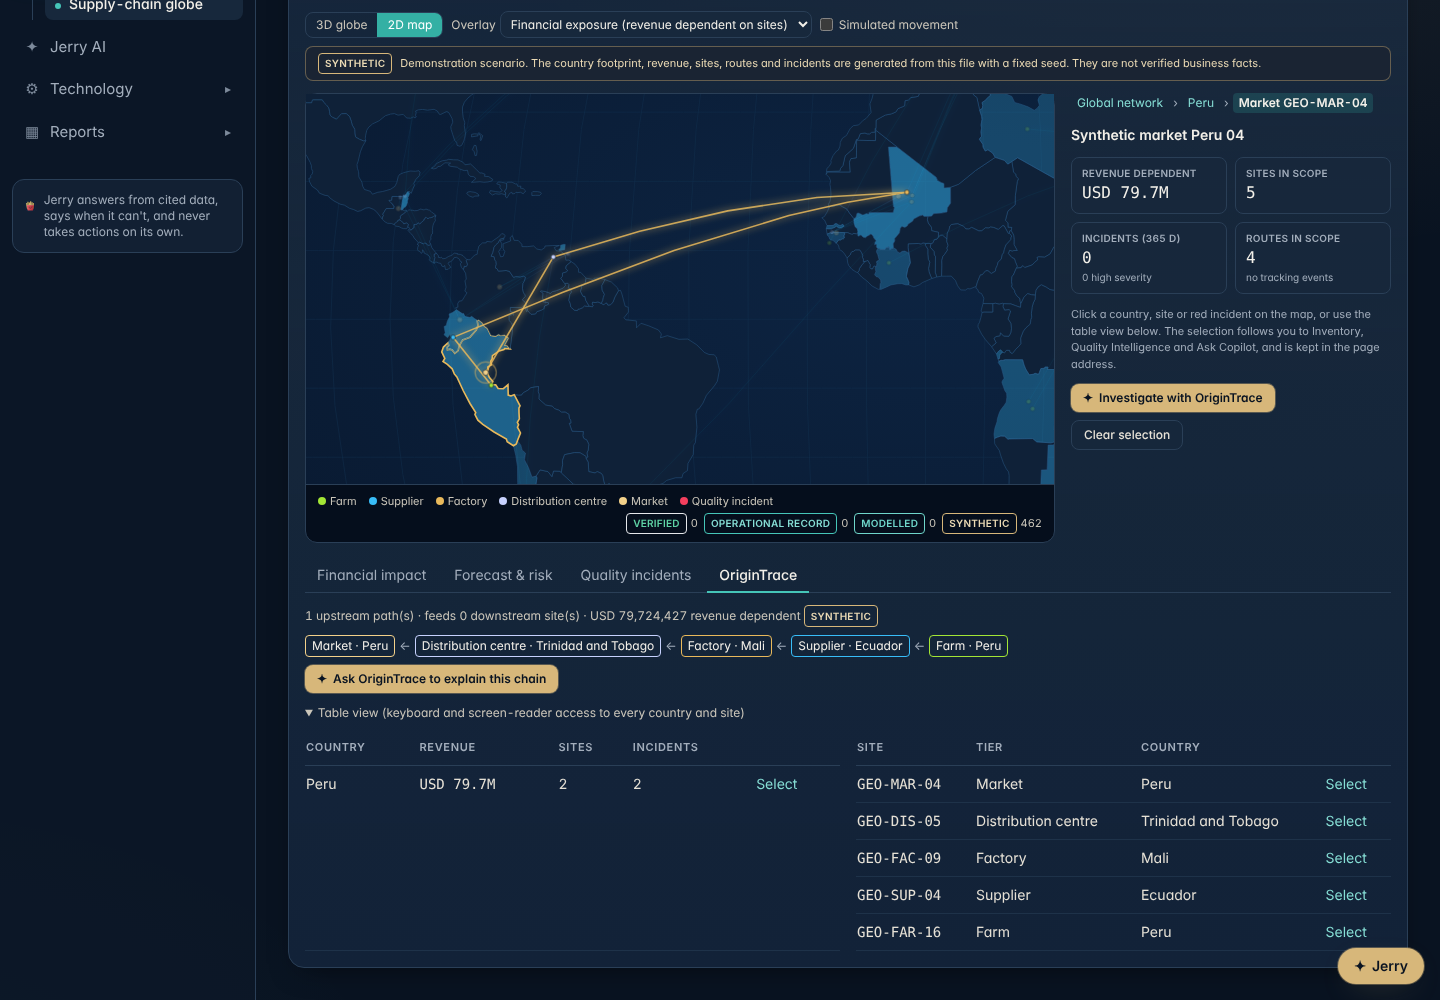 Supply-chain globe
Jerry AI
Technology
Reports
Jerry answers from cited data,
says when it can't, and never
takes actions on its own.
3D globe 2D map Overlay Financial exposure (revenue dependent on sites) Simulated movement
SYNTHETIC Demonstration scenario. The country footprint, revenue, sites, routes and incidents are generated from this file with a fixed seed. They are not verified business facts.
Global network › Peru › Market GEO-MAR-04
Synthetic market Peru 04
REVENUE DEPENDENT
USD 79.7M
SITES IN SCOPE
5
INCIDENTS (365 D)
0
0 high severity
ROUTES IN SCOPE
4
no tracking events
Click a country, site or red incident on the map, or use the
table view below. The selection follows you to Inventory,
Quality Intelligence and Ask Copilot, and is kept in the page
address.
✦ Investigate with OriginTrace
Clear selection
Farm Supplier Factory Distribution centre Market Quality incident
VERIFIED 0 OPERATIONAL RECORD 0 MODELLED 0 SYNTHETIC 462
Financial impact Forecast & risk Quality incidents OriginTrace
1 upstream path(s) · feeds 0 downstream site(s) · USD 79,724,427 revenue dependent SYNTHETIC
Market · Peru ← Distribution centre · Trinidad and Tobago ← Factory · Mali ← Supplier · Ecuador ← Farm · Peru
✦ Ask OriginTrace to explain this chain
▼ Table view (keyboard and screen-reader access to every country and site)
COUNTRY REVENUE SITES INCIDENTS
Peru USD 79.7M 2 2 Select
SITE TIER COUNTRY
GEO-MAR-04 Market Peru Select
GEO-DIS-05 Distribution centre Trinidad and Tobago Select
GEO-FAC-09 Factory Mali Select
GEO-SUP-04 Supplier Ecuador Select
GEO-FAR-16 Farm Peru Select
✦ Jerry